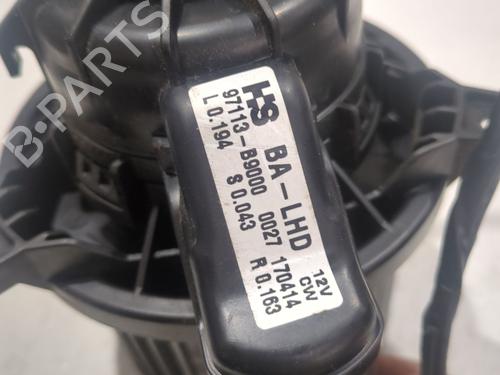 B-PARTS
HS BA-LHD 12V
97113-B9000 0027 170414 CW
L 0.194 S 0.043 R 0.163